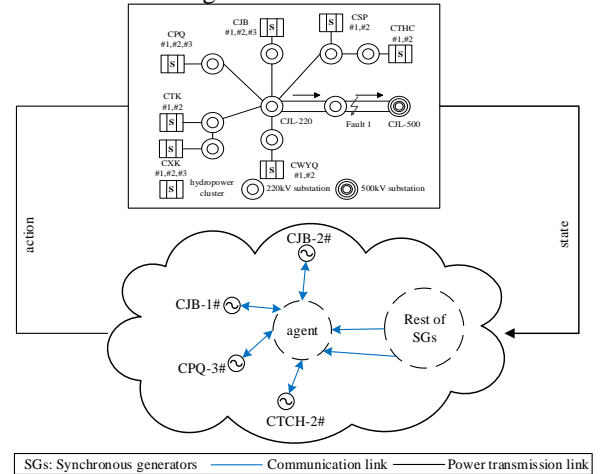 CPQ
#1,#2,#3
S
CJB
#1,#2,#3
S
CSP
#1,#2
S
CTHC
#1,#2
S
CTK
#1,#2
S
CJL-220
Fault 1
CJL-500
S
CXK
#1,#2,#3
S
CWYQ
#1,#2
S
hydropower
cluster
220kV substation
500kV substation
action
state
CJB-2#
CJB-1#
agent
Rest of
SGs
CPQ-3#
CTCH-2#
SGs: Synchronous generators
Communication link
Power transmission link